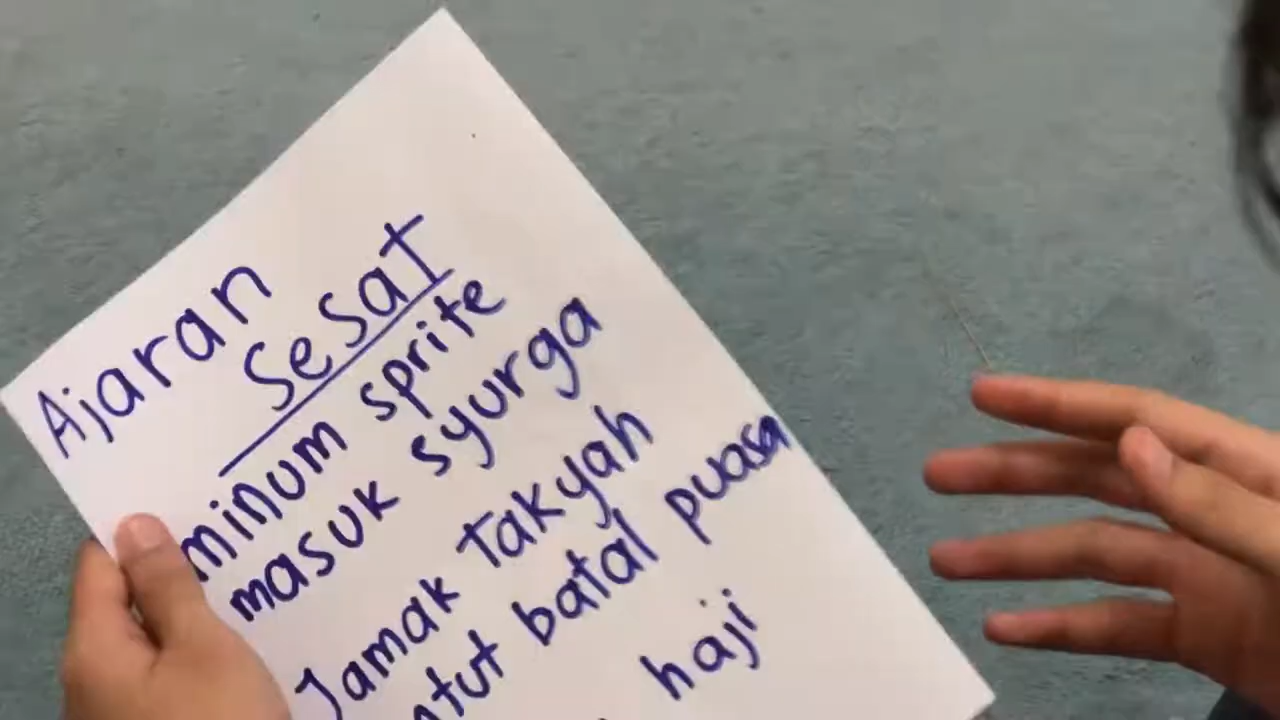 Ajaran
Sesat
minum sprite
masuk syurga
Jamak takyah
batal puasa
haji